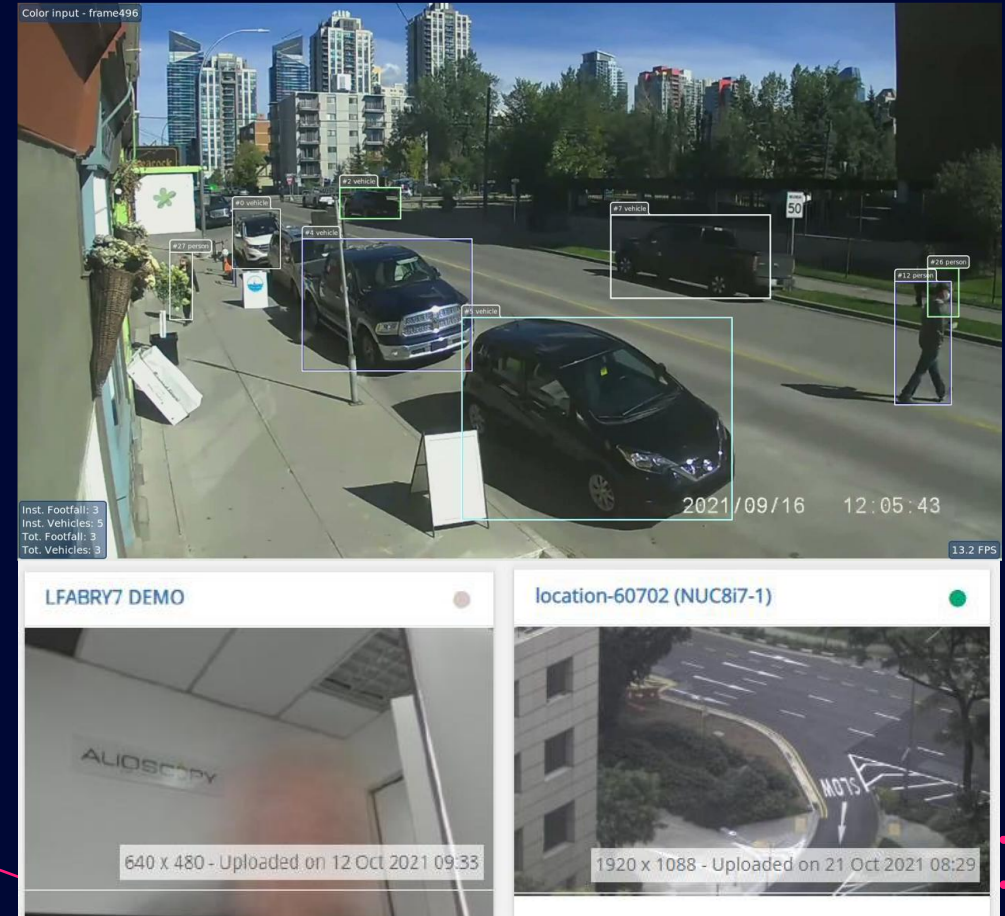 Color input - frame496
#2 vehicle
#0 vehicle
#7 vehicle
#4 vehicle
50
#27 person
#26 person
#12 person
#5 vehicle
Inst. Footfall: 3
Inst. Vehicles: 5
Tot. Footfall: 3
Tot. Vehicles: 3
2021/09/16 12:05:43
13.2 FPS
LFABRY7 DEMO
location-60702 (NUC8i7-1)
ALIOSCOPY
SLOW
640 x 480 - Uploaded on 12 Oct 2021 09:33
1920 x 1088 - Uploaded on 21 Oct 2021 08:29